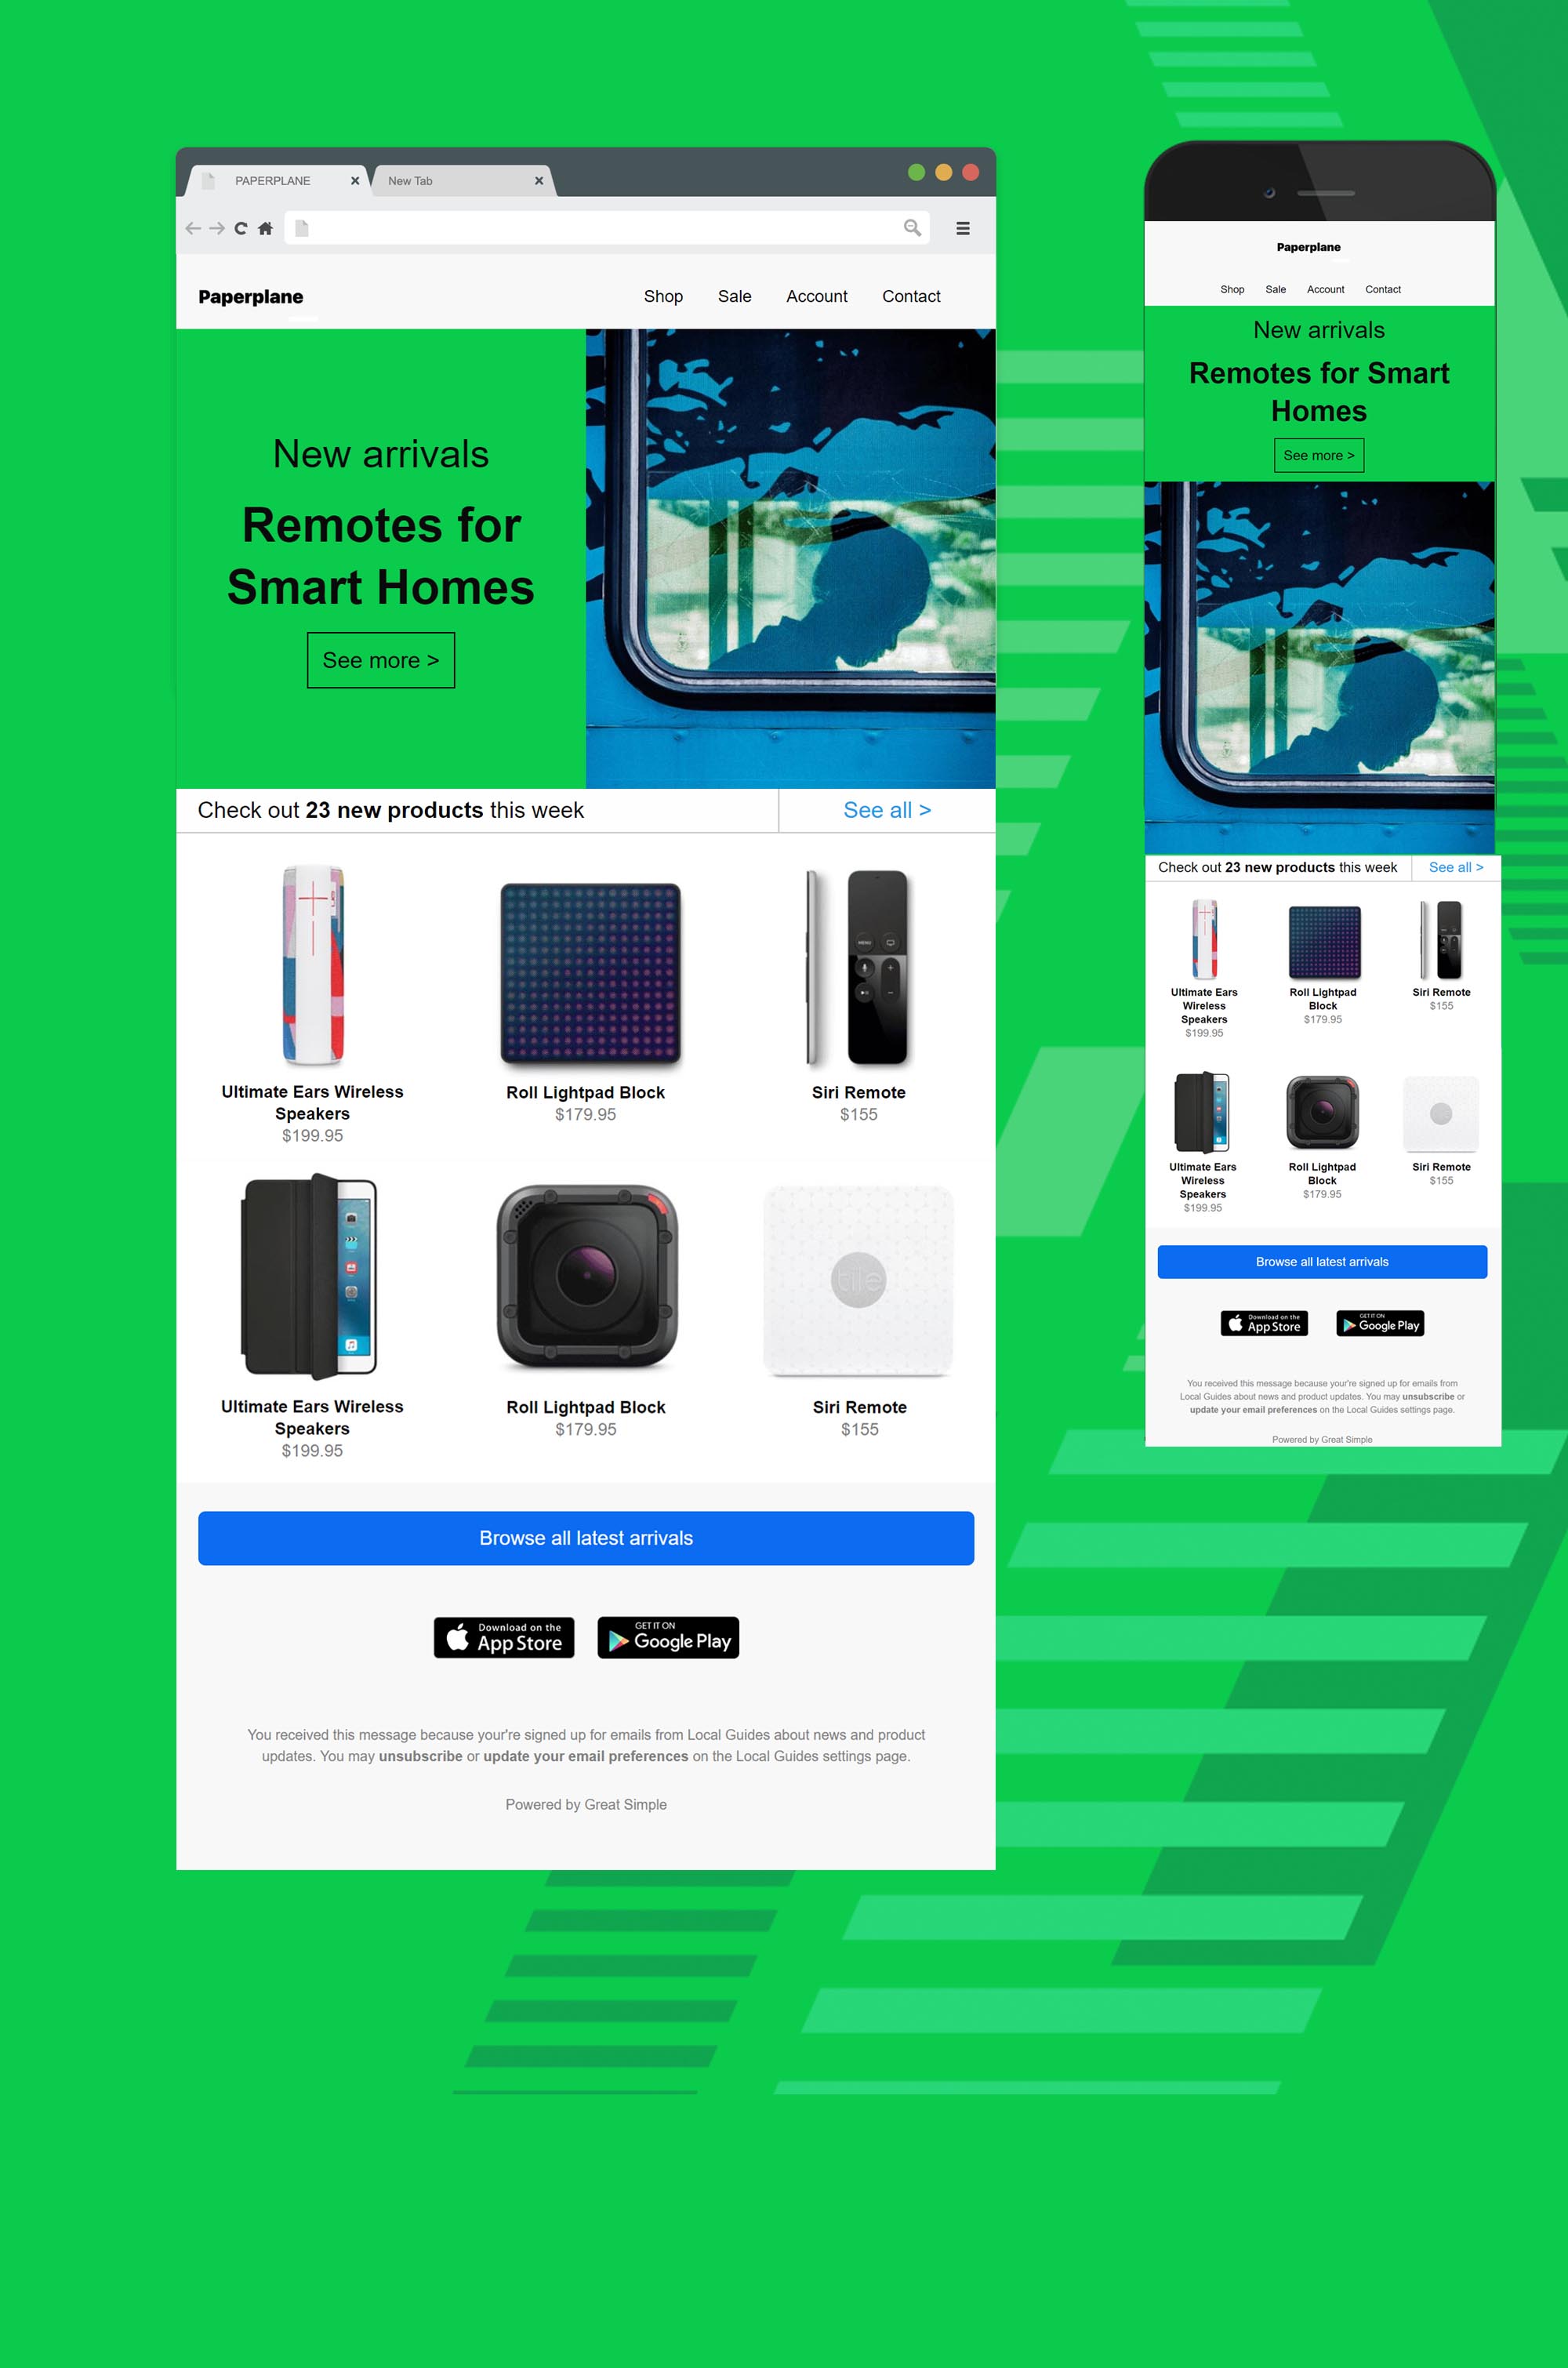 PAPERPLANE
New Tab
Paperplane
Shop Sale Account Contact
New arrivals
Remotes for
Smart Homes
See more >
Check out 23 new products this week
See all >
MENU
Ultimate Ears Wireless
Speakers
$199.95
Roll Lightpad Block
$179.95
Siri Remote
$155
tile
Ultimate Ears Wireless
Speakers
$199.95
Roll Lightpad Block
$179.95
Siri Remote
$155
Browse all latest arrivals
Download on the
App Store
GET IT ON
Google Play
You received this message because your're signed up for emails from Local Guides about news and product
updates. You may unsubscribe or update your email preferences on the Local Guides settings page.
Powered by Great Simple
Paperplane
Shop Sale Account Contact
New arrivals
Remotes for Smart
Homes
See more >
Check out 23 new products this week
See all >
Ultimate Ears
Wireless
Speakers
$199.95
Roll Lightpad
Block
$179.95
Siri Remote
$155
Ultimate Ears
Wireless
Speakers
$199.95
Roll Lightpad
Block
$179.95
Siri Remote
$155
Browse all latest arrivals
Download on the
App Store
GET IT ON
Google Play
You received this message because your're signed up for emails from
Local Guides about news and product updates. You may unsubscribe or
update your email preferences on the Local Guides settings page.
Powered by Great Simple